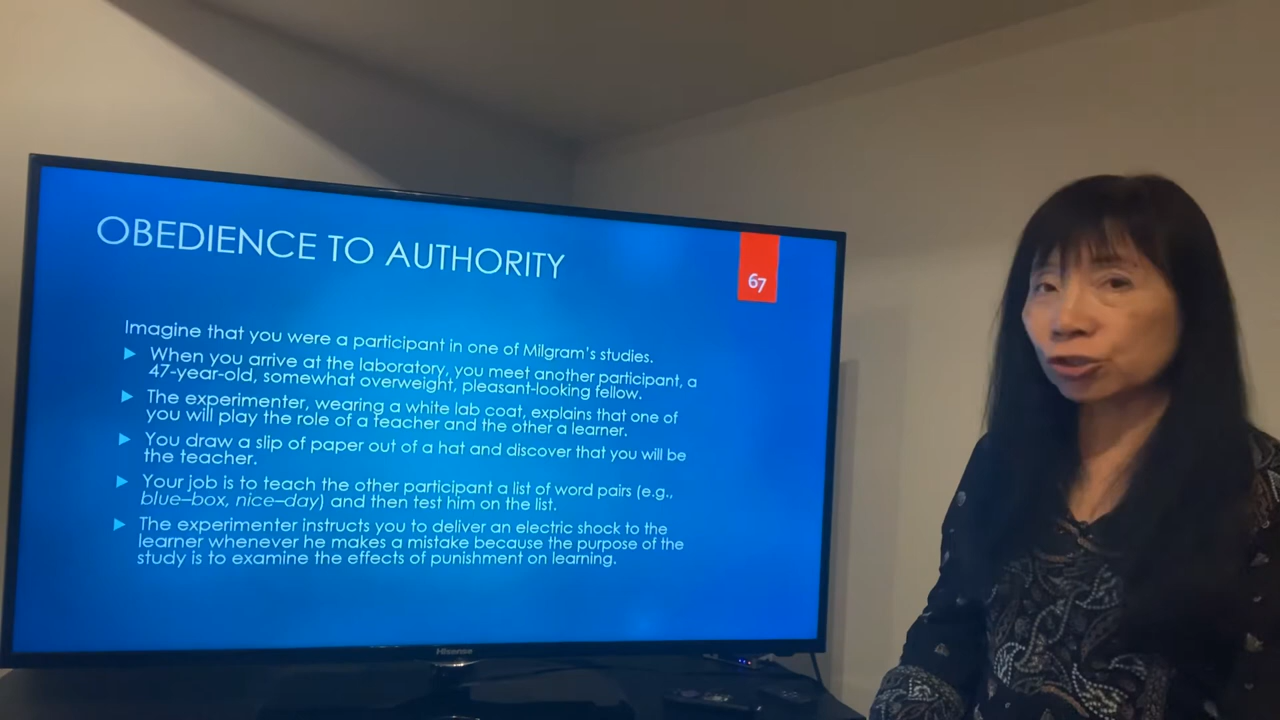 OBEDIENCE TO AUTHORITY
67
Imagine that you were a participant in one of Milgram's studies.
When you arrive at the laboratory, you meet another participant, a
47-year-old, somewhat overweight, pleasant-looking fellow.
The experimenter, wearing a white lab coat, explains that one of
you will play the role of a teacher and the other a learner.
You draw a slip of paper out of a hat and discover that you will be
the teacher.
Your job is to teach the other participant a list of word pairs (e.g.,
blue–box, nice–day) and then test him on the list.
The experimenter instructs you to deliver an electric shock to the
learner whenever he makes a mistake because the purpose of the
study is to examine the effects of punishment on learning.
Hisense